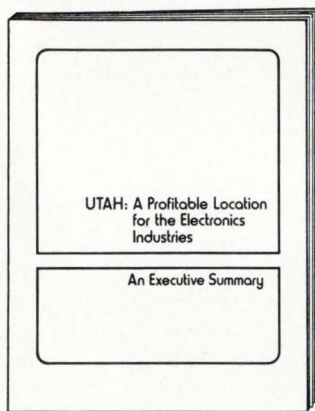 UTAH: A Profitable Location
for the Electronics
Industries
An Executive Summary